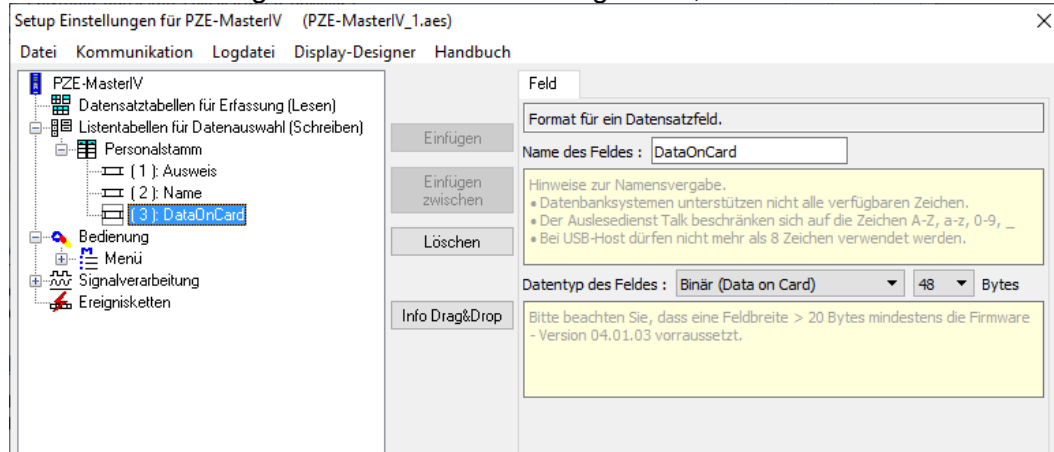 Setup Einstellungen für PZE-MasterIV (PZE-MasterIV_1.aes)
Datei Kommunikation Logdatei Display-Designer Handbuch
PZE-MasterIV
Datensatztabellen für Erfassung (Lesen)
Listentabellen für Datenauswahl (Schreiben)
Personalstamm
( 1 ): Ausweis
( 2 ): Name
( 3 ): DataOnCard
Bedienung
Menü
Signalverarbeitung
Ereignisketten
Einfügen
Einfügen
zwischen
Löschen
Info Drag&Drop
Feld
Format für ein Datensatzfeld.
Name des Feldes : DataOnCard
Hinweise zur Namensvergabe.
• Datenbanksystemen unterstützen nicht alle verfügbaren Zeichen.
• Der Auslesedienst Talk beschränken sich auf die Zeichen A-Z, a-z, 0-9, _
• Bei USB-Host dürfen nicht mehr als 8 Zeichen verwendet werden.
Datentyp des Feldes : Binär (Data on Card) 48 Bytes
Bitte beachten Sie, dass eine Feldbreite > 20 Bytes mindestens die Firmware
- Version 04.01.03 vorraussetzt.